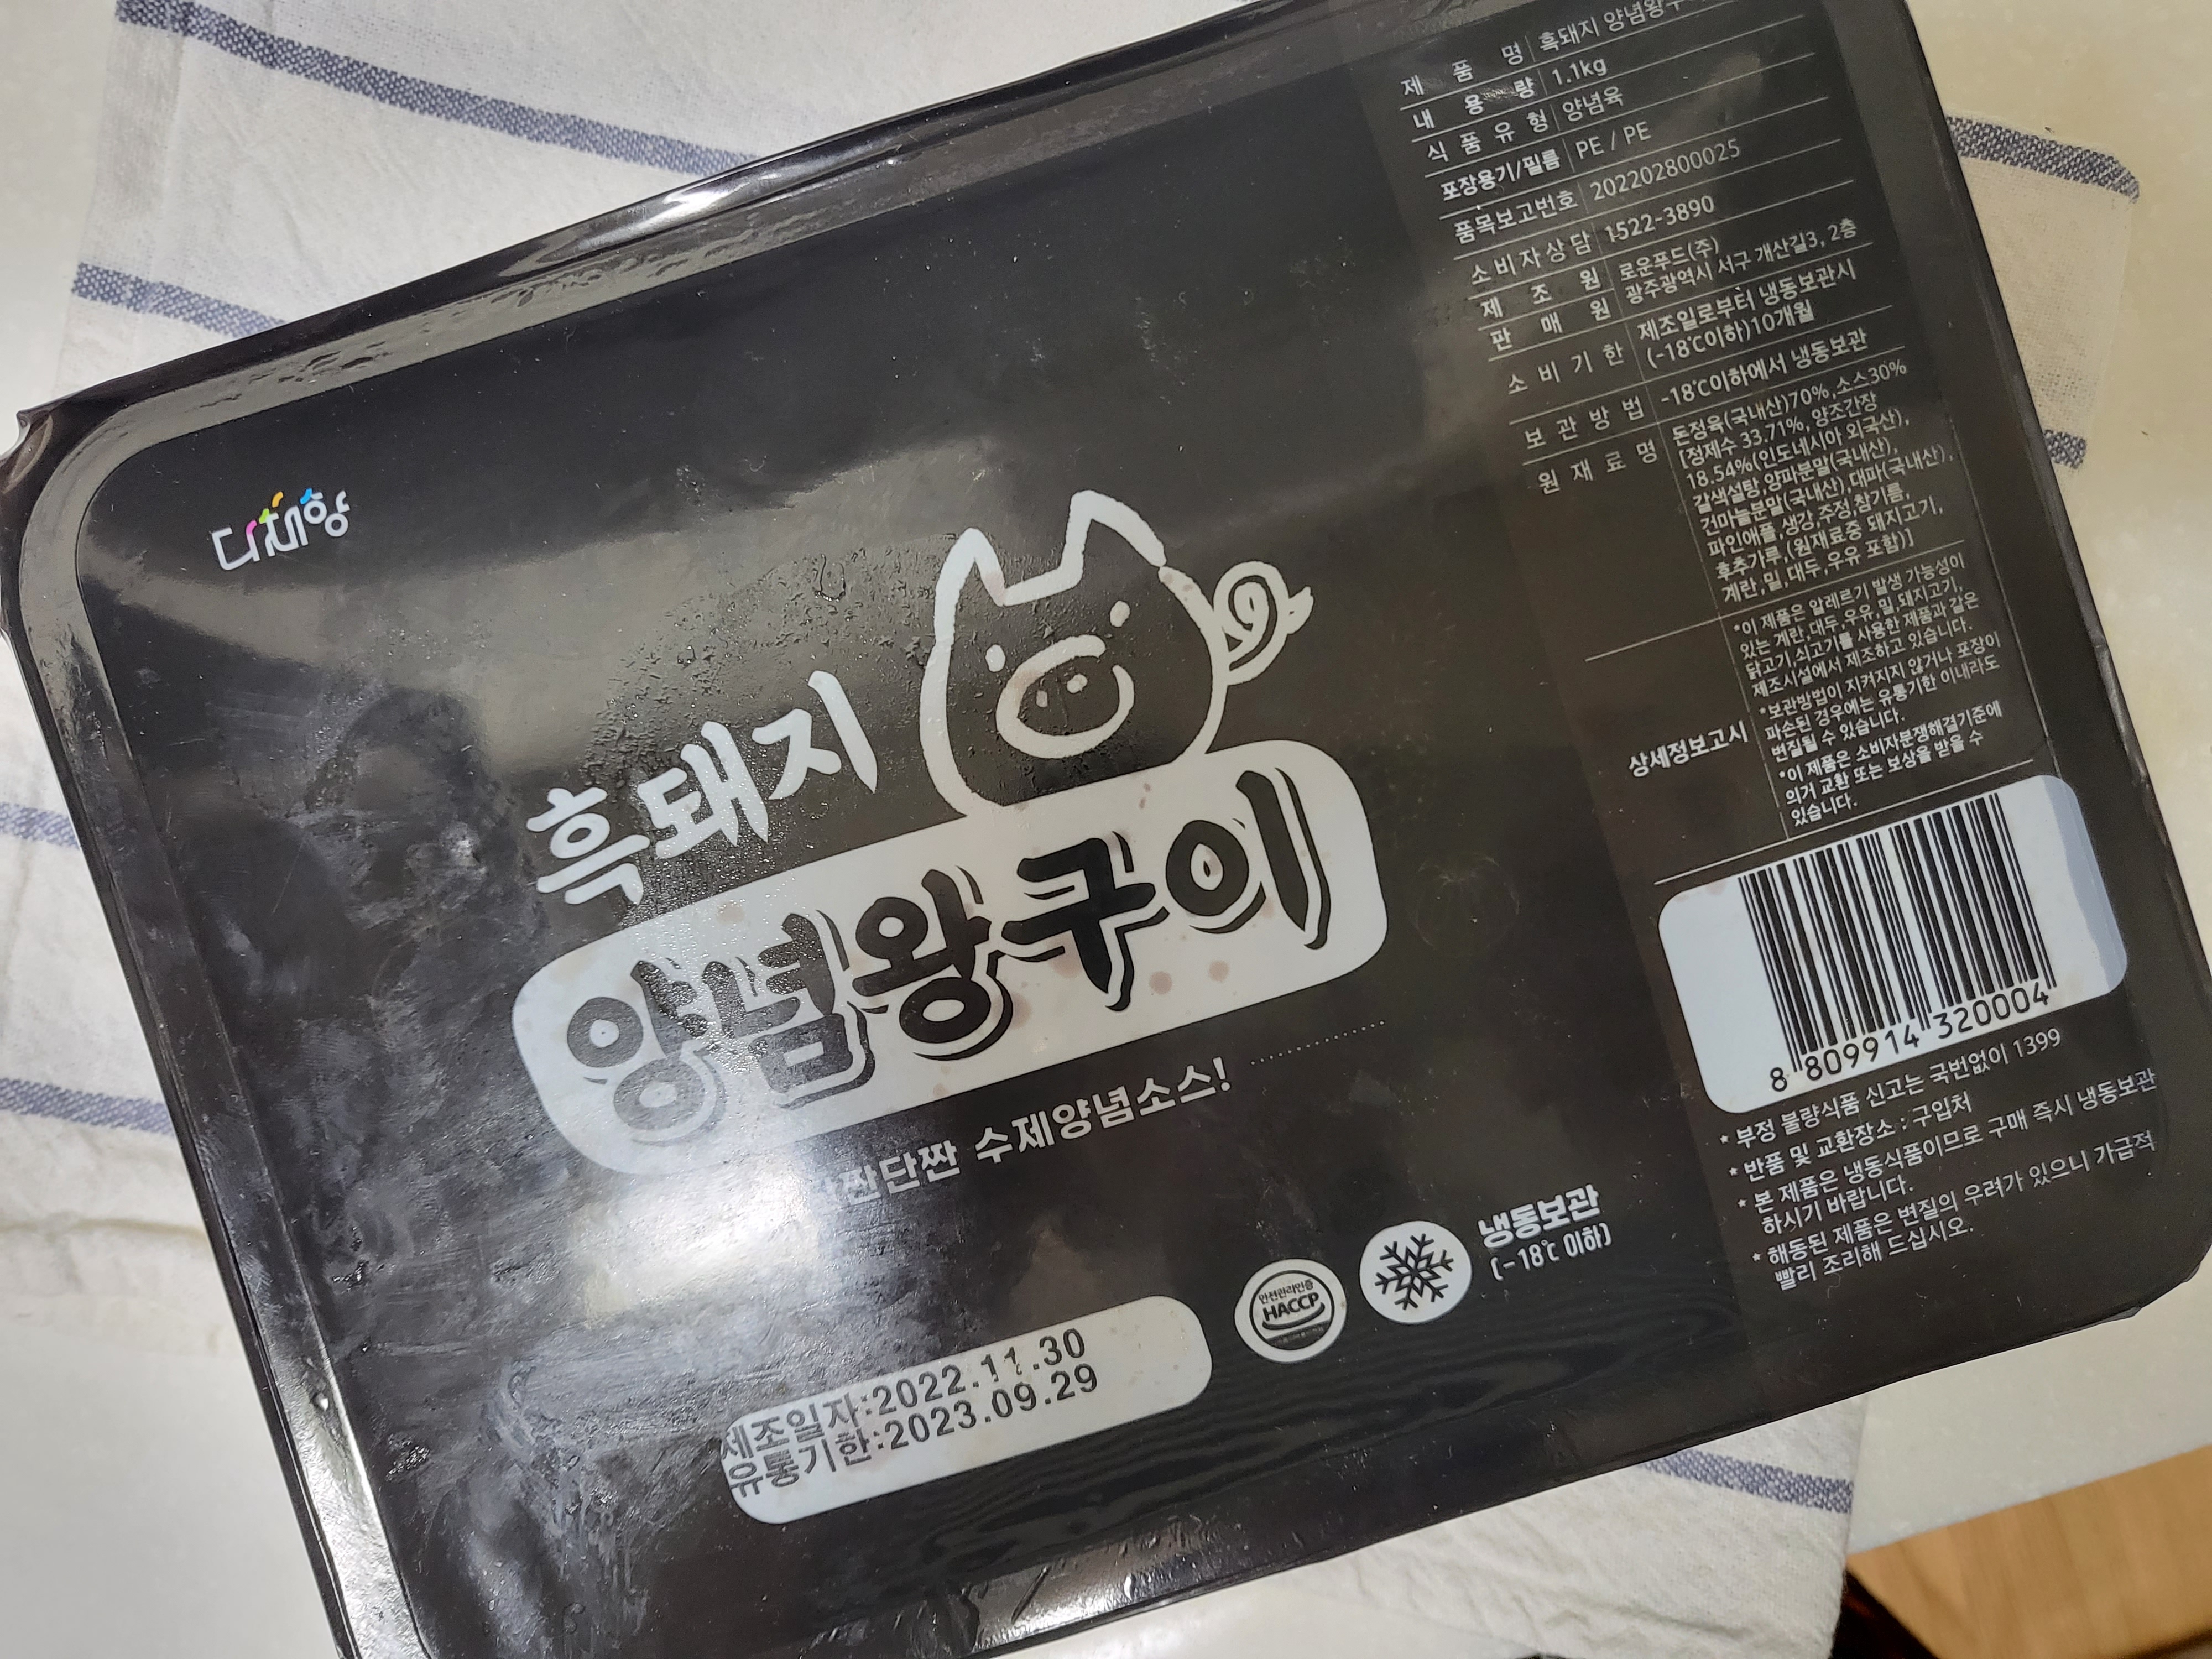 다채향
흑돼지
양념왕구이
단짠 수제양념소스!
제조일자:2022.11.30
유통기한:2023.09.29
안전관리인증
HACCP
냉동보관
(-18℃ 이하)
제 품 명 흑돼지 양념왕구
내 용 량 1.1kg
식 품 유 형 양념육
포장용기/필름 PE / PE
품목보고번호 202202800025
소비자상담 1522-3890
제 조 원 로운푸드(주)
판 매 원 광주광역시 서구 개산길3, 2층
소 비 기 한 제조일로부터 냉동보관시
(-18℃이하)10개월
보 관 방 법 -18℃이하에서 냉동보관
원 재 료 명 돈정육(국내산)70%,소스30%
[정제수 33.71%, 양조간장
18.54%(인도네시아 외국산),
갈색설탕,양파분말(국내산),
건마늘분말(국내산),대파(국내산),
파인애플,생강,주정,참기름,
후추가루,(원재료중 돼지고기,
계란,밀,대두,우유 포함)]
상세정보고시
*이 제품은 알레르기 발생 가능성이
있는 계란,대두,우유,밀,돼지고기,
닭고기,쇠고기를 사용한 제품과 같은
제조시설에서 제조하고 있습니다.
*보관방법이 지켜지지 않거나 포장이
파손된 경우에는 유통기한 이내라도
변질될 수 있습니다.
*이 제품은 소비자분쟁해결기준에
의거 교환 또는 보상을 받을 수
있습니다.
8 809914 320004
* 부정 불량식품 신고는 국번없이 1399
* 반품 및 교환장소 : 구입처
* 본 제품은 냉동식품이므로 구매 즉시 냉동보관
하시기 바랍니다.
* 해동된 제품은 변질의 우려가 있으니 가급적
빨리 조리해 드십시오.